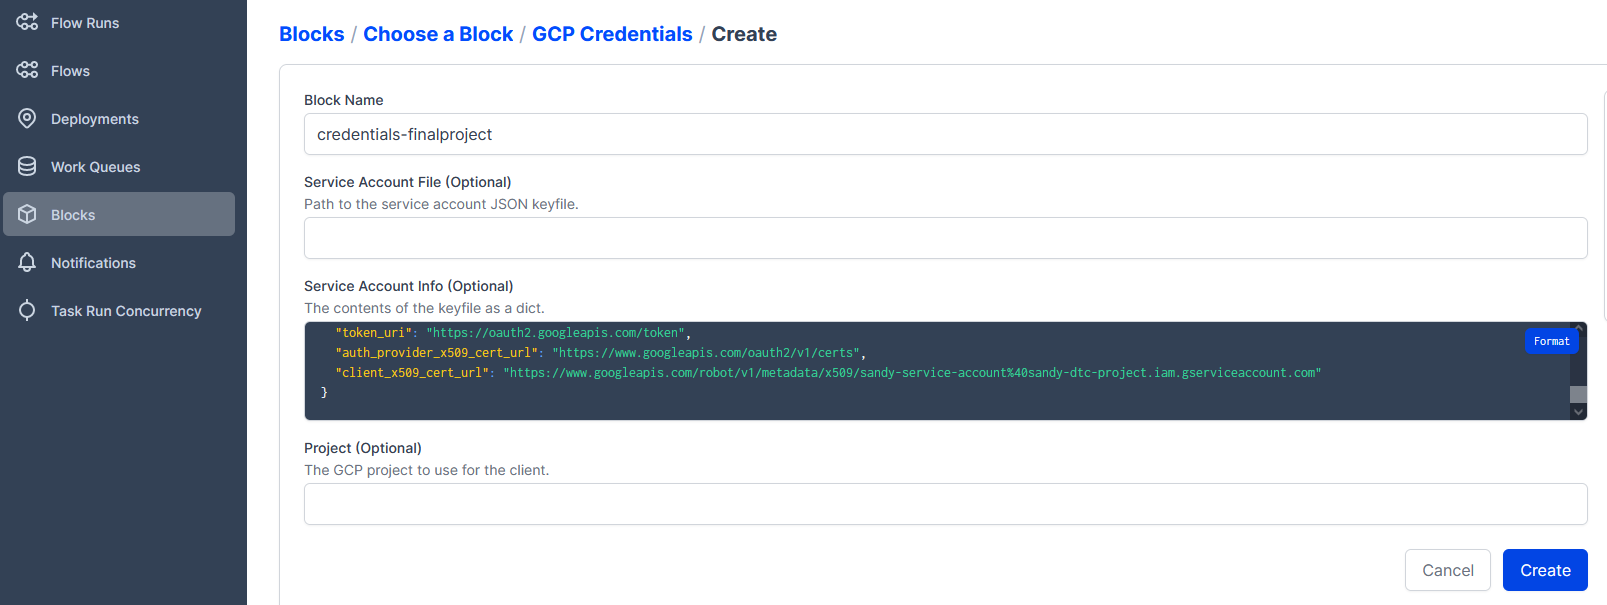 Flow Runs
Flows
Deployments
Work Queues
Blocks
Notifications
Task Run Concurrency
Blocks / Choose a Block / GCP Credentials / Create
Block Name
credentials-finalproject
Service Account File (Optional)
Path to the service account JSON keyfile.
Service Account Info (Optional)
The contents of the keyfile as a dict.
"token_uri": "https://oauth2.googleapis.com/token",
Format
"auth_provider_x509_cert_url": "https://www.googleapis.com/oauth2/v1/certs",
"client_x509_cert_url": "https://www.googleapis.com/robot/v1/metadata/x509/sandy-service-account%40sandy-dtc-project.iam.gserviceaccount.com"
}
Project (Optional)
The GCP project to use for the client.
Cancel
Create